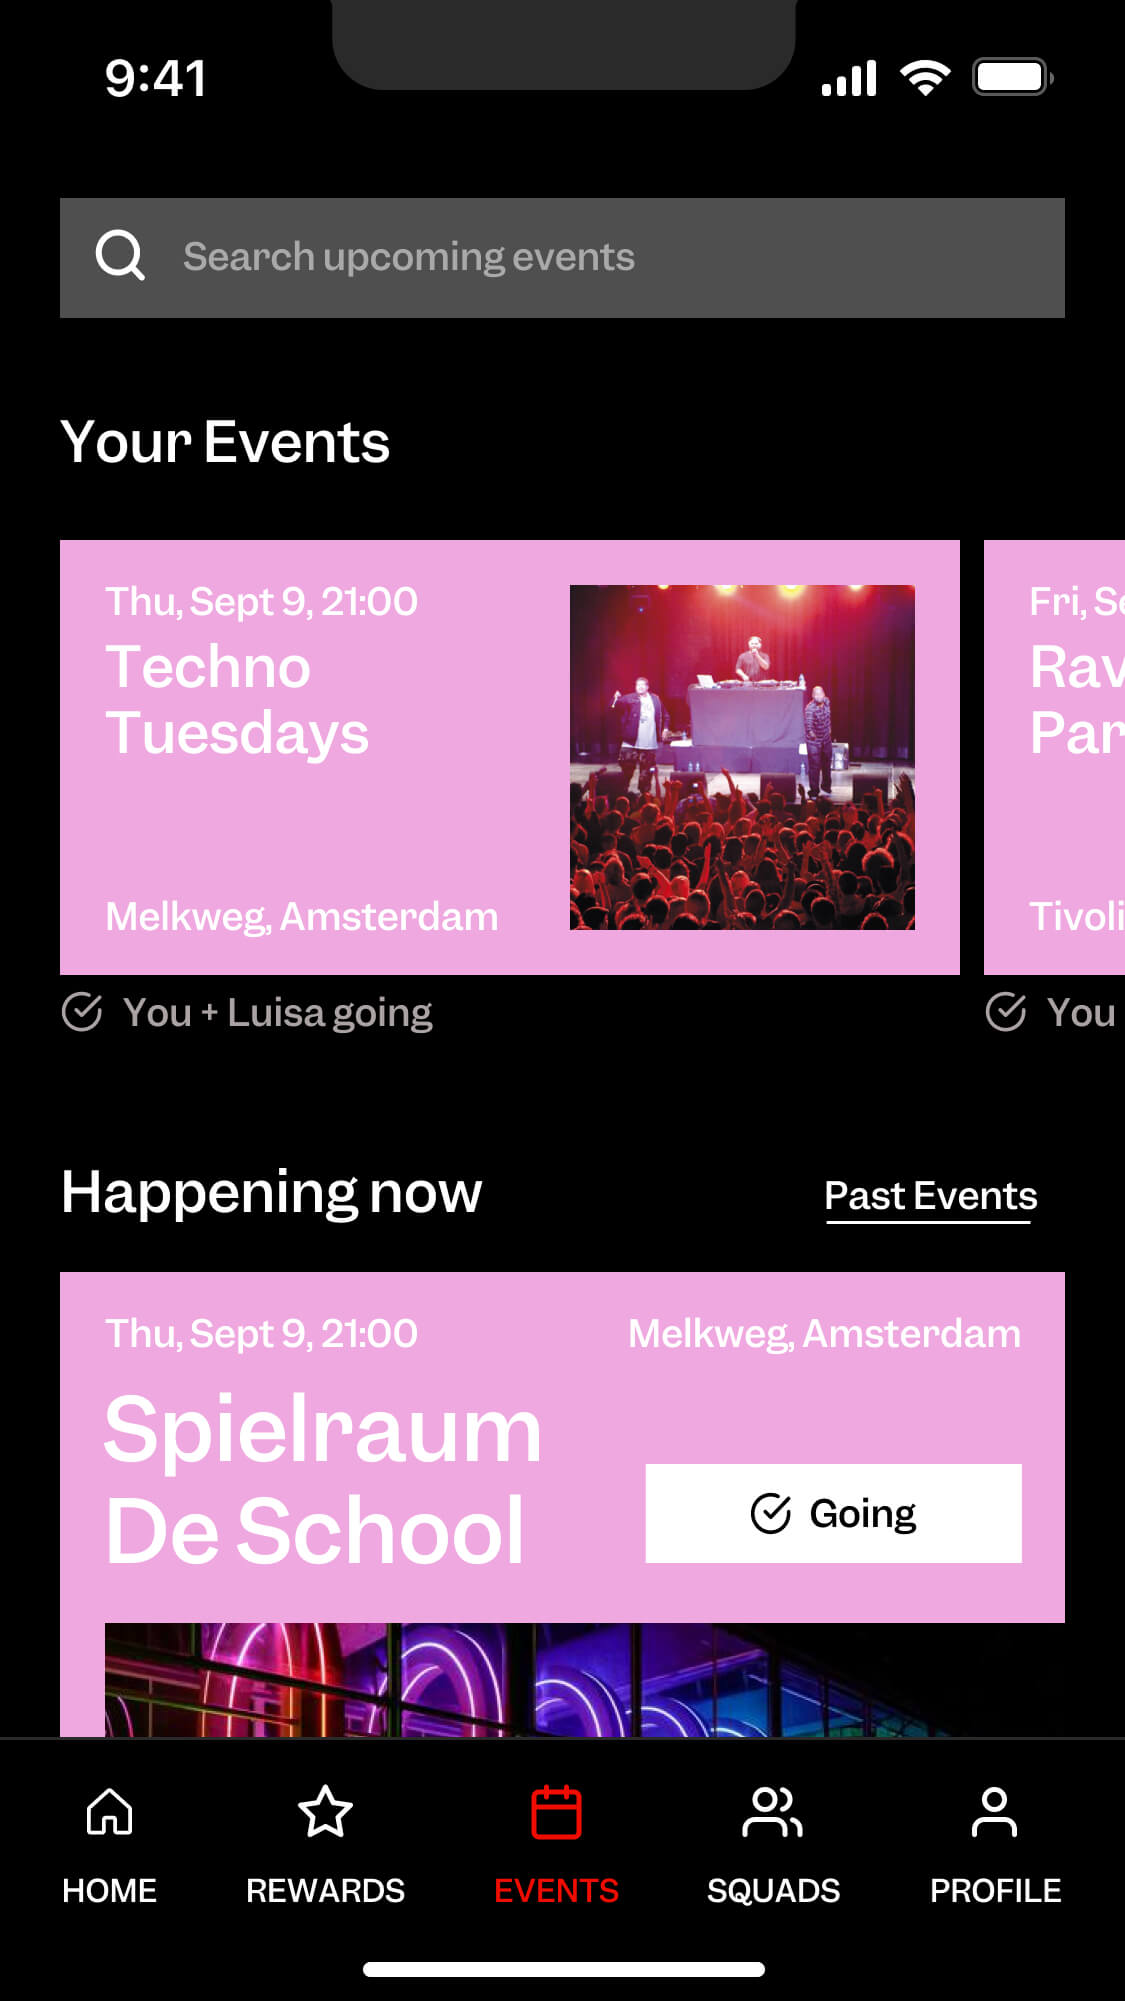 9:41
Search upcoming events
Your Events
Thu, Sept 9, 21:00
Techno
Tuesdays
Melkweg, Amsterdam
You + Luisa going
Fri, Se
Rav
Par
Tivoli
You
Happening now
Past Events
Thu, Sept 9, 21:00
Melkweg, Amsterdam
Spielraum
De School
Going
HOME
REWARDS
EVENTS
SQUADS
PROFILE